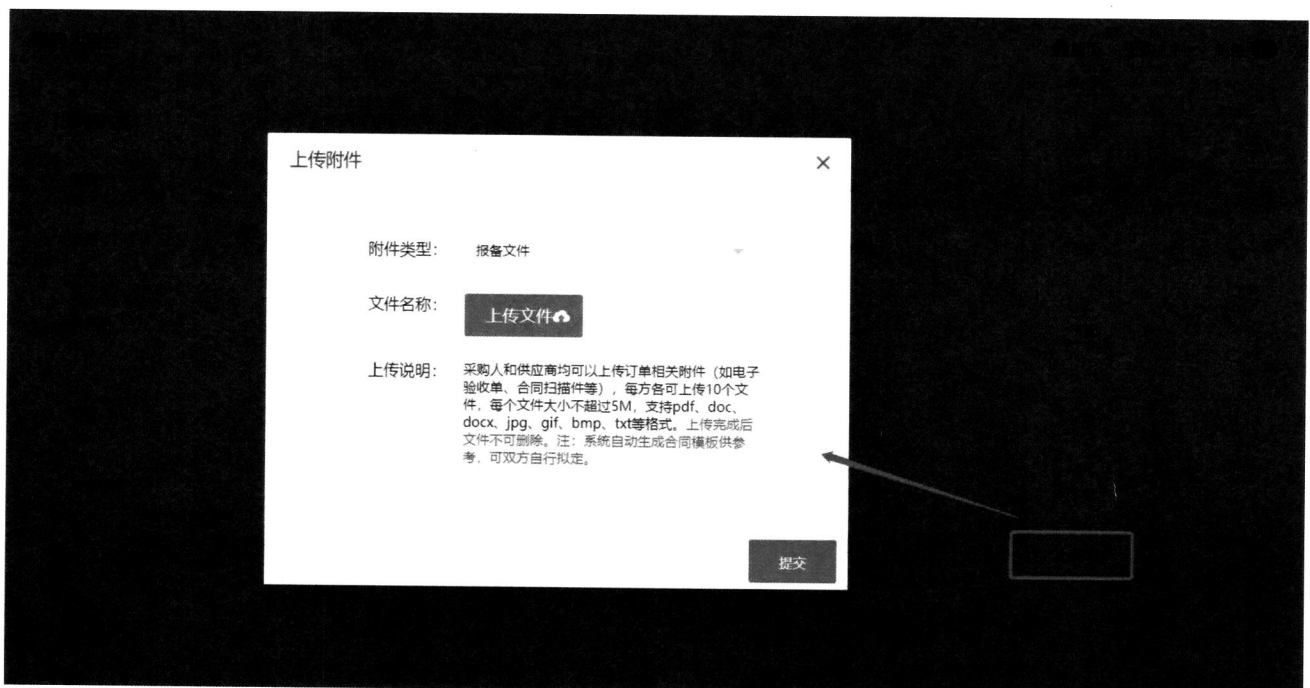 上传附件
附件类型： 报备文件
文件名称： 上传文件
上传说明： 采购人和供应商均可以上传订单相关附件（如电子
验收单、合同扫描件等），每方各可上传10个文
件，每个文件大小不超过5M，支持pdf、doc、
docx、jpg、gif、bmp、txt等格式。上传完成后
文件不可删除。注：系统自动生成合同模板供参
考，可双方自行拟定。
提交